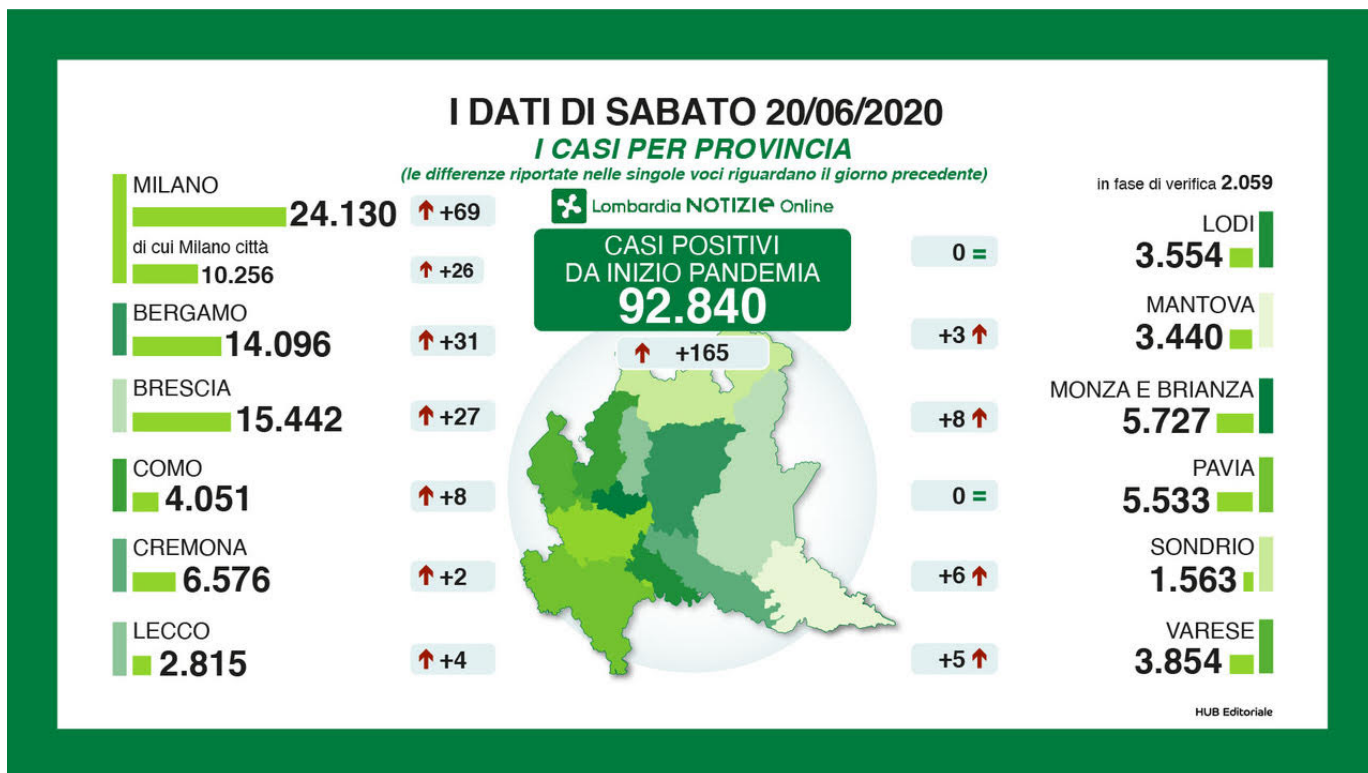 I DATI DI SABATO 20/06/2020
I CASI PER PROVINCIA
(le differenze riportate nelle singole voci riguardano il giorno precedente)
Lombardia NOTIZIE Online
CASI POSITIVI
DA INIZIO PANDEMIA
92.840
+165
MILANO
24.130 +69
di cui Milano città
10.256 +26
BERGAMO
14.096 +31
BRESCIA
15.442 +27
COMO
4.051 +8
CREMONA
6.576 +2
LECCO
2.815 +4
in fase di verifica 2.059
LODI
0 = 3.554
MANTOVA
+3 3.440
MONZA E BRIANZA
+8 5.727
PAVIA
0 = 5.533
SONDRIO
+6 1.563
VARESE
+5 3.854
HUB Editoriale